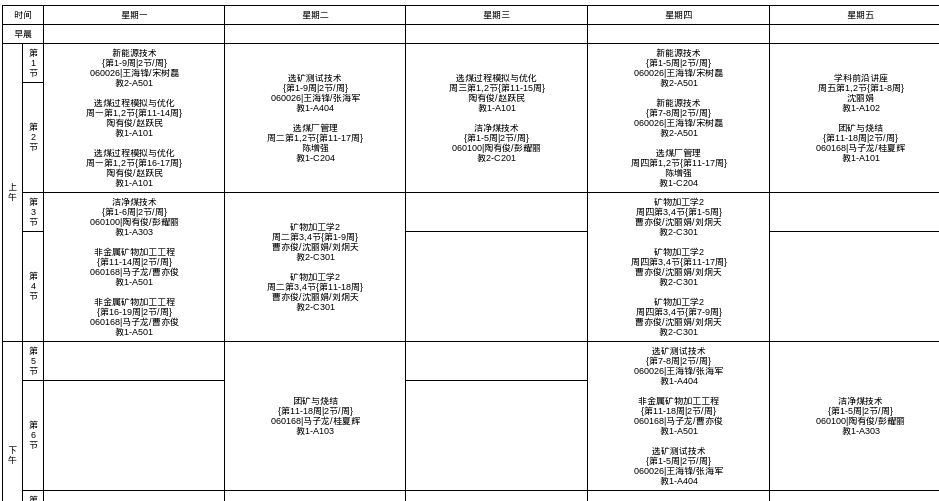 时间 星期一 星期二 星期三 星期四 星期五
早晨
上午
第1节
第2节
新能源技术
{第1-9周|2节/周}
060026|王海锋/宋树磊
教2-A501
选煤过程模拟与优化
周一第1,2节{第11-14周}
陶有俊/赵跃民
教1-A101
选煤过程模拟与优化
周一第1,2节{第16-17周}
陶有俊/赵跃民
教1-A101
选矿测试技术
{第1-9周|2节/周}
060026|王海锋/张海军
教1-A404
选煤厂管理
周二第1,2节{第11-17周}
陈增强
教1-C204
选煤过程模拟与优化
周三第1,2节{第11-15周}
陶有俊/赵跃民
教1-A101
洁净煤技术
{第1-5周|2节/周}
060100|陶有俊/彭耀丽
教2-C201
新能源技术
{第1-5周|2节/周}
060026|王海锋/宋树磊
教2-A501
新能源技术
{第7-8周|2节/周}
060026|王海锋/宋树磊
教2-A501
选煤厂管理
周四第1,2节{第11-17周}
陈增强
教1-C204
学科前沿讲座
周五第1,2节{第1-8周}
沈丽娟
教1-A102
团矿与烧结
{第11-18周|2节/周}
060168|马子龙/桂夏辉
教1-A101
第3节
第4节
洁净煤技术
{第1-6周|2节/周}
060100|陶有俊/彭耀丽
教1-A303
非金属矿物加工工程
{第11-14周|2节/周}
060168|马子龙/曹亦俊
教1-A501
非金属矿物加工工程
{第16-19周|2节/周}
060168|马子龙/曹亦俊
教1-A501
矿物加工学2
周二第3,4节{第1-9周}
曹亦俊/沈丽娟/刘炯天
教2-C301
矿物加工学2
周二第3,4节{第11-18周}
曹亦俊/沈丽娟/刘炯天
教2-C301
矿物加工学2
周四第3,4节{第1-5周}
曹亦俊/沈丽娟/刘炯天
教2-C301
矿物加工学2
周四第3,4节{第11-17周}
曹亦俊/沈丽娟/刘炯天
教2-C301
矿物加工学2
周四第3,4节{第7-9周}
曹亦俊/沈丽娟/刘炯天
教2-C301
下午
第5节
第6节
团矿与烧结
{第11-18周|2节/周}
060168|马子龙/桂夏辉
教1-A103
选矿测试技术
{第7-8周|2节/周}
060026|王海锋/张海军
教1-A404
非金属矿物加工工程
{第11-18周|2节/周}
060168|马子龙/曹亦俊
教1-A501
选矿测试技术
{第1-5周|2节/周}
060026|王海锋/张海军
教1-A404
洁净煤技术
{第1-5周|2节/周}
060100|陶有俊/彭耀丽
教1-A303
第